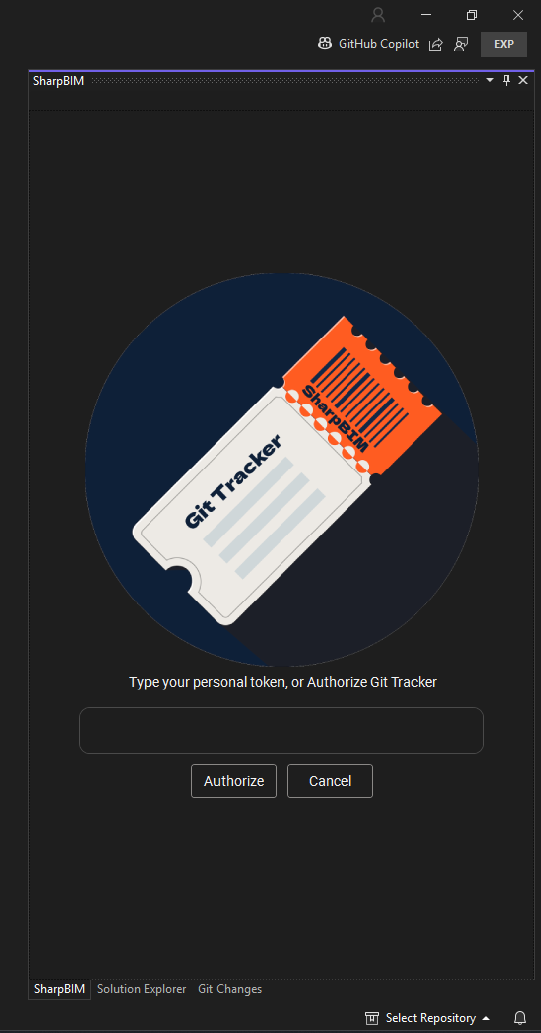 GitHub Copilot
EXP
SharpBIM
SharpBIM
Git Tracker
Type your personal token, or Authorize Git Tracker
Authorize
Cancel
SharpBIM
Solution Explorer
Git Changes
Select Repository